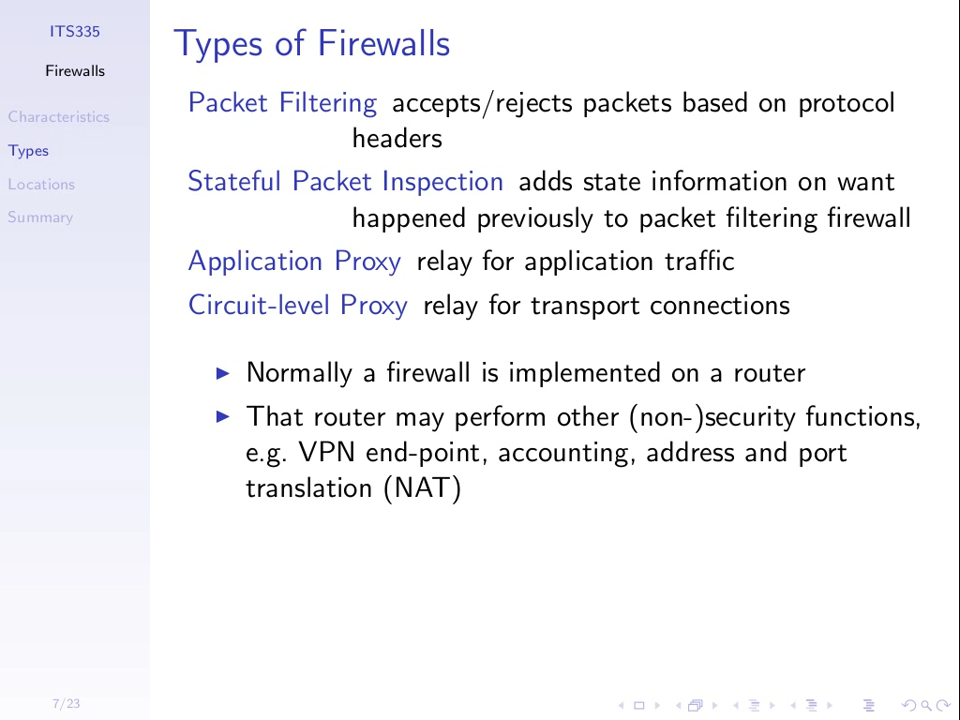 ITS335
Firewalls
Characteristics
Types
Locations
Summary
Types of Firewalls
Packet Filtering accepts/rejects packets based on protocol
headers
Stateful Packet Inspection adds state information on want
happened previously to packet filtering firewall
Application Proxy relay for application traffic
Circuit-level Proxy relay for transport connections
▶ Normally a firewall is implemented on a router
▶ That router may perform other (non-)security functions,
e.g. VPN end-point, accounting, address and port
translation (NAT)
7/23